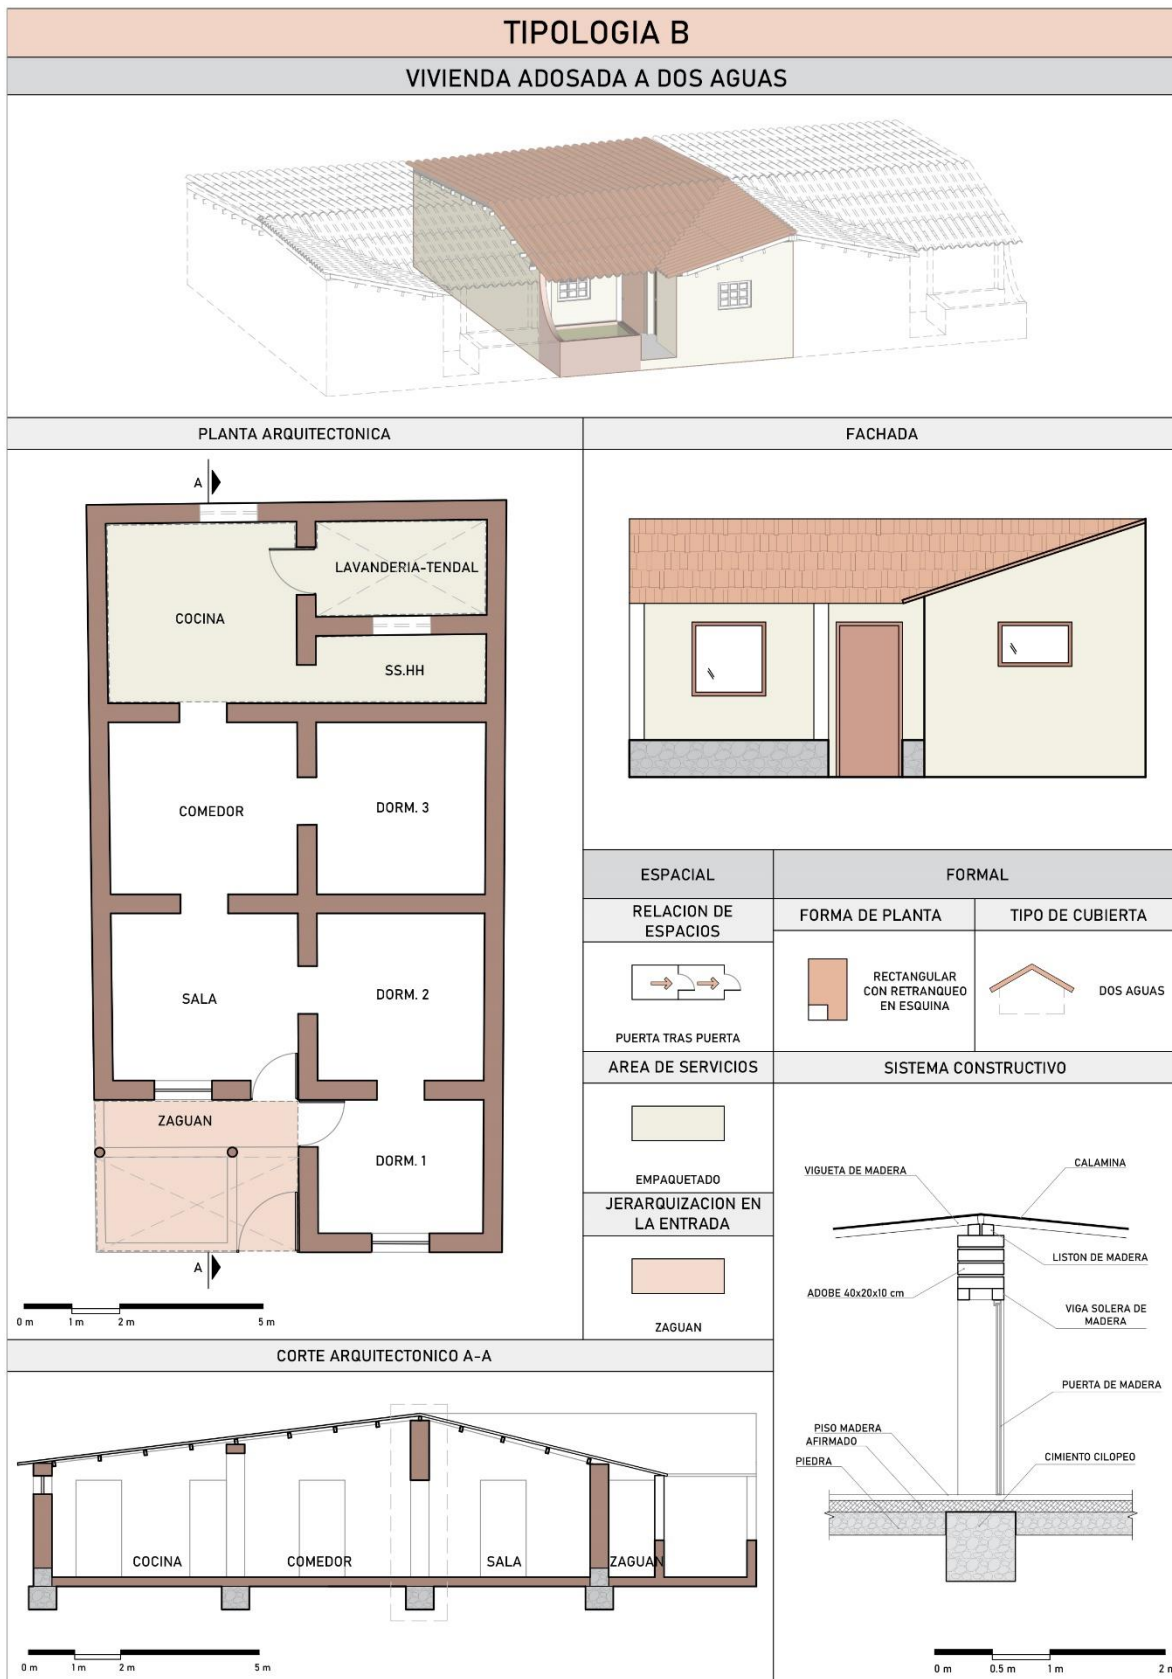 TIPOLOGIA B
VIVIENDA ADOSADA A DOS AGUAS
PLANTA ARQUITECTONICA
A
LAVANDERIA-TENDAL
COCINA
SS.HH
COMEDOR
DORM. 3
SALA
DORM. 2
ZAGUAN
DORM. 1
A
0 m
1 m
2 m
5 m
FACHADA
ESPACIAL
FORMAL
RELACION DE
ESPACIOS
PUERTA TRAS PUERTA
FORMA DE PLANTA
RECTANGULAR
CON RETRANQUEO
EN ESQUINA
TIPO DE CUBIERTA
DOS AGUAS
AREA DE SERVICIOS
EMPAQUETADO
JERARQUIZACION EN
LA ENTRADA
ZAGUAN
SISTEMA CONSTRUCTIVO
VIGUETA DE MADERA
CALAMINA
LISTON DE MADERA
ADOBE 40x20x10 cm
VIGA SOLERA DE
MADERA
PUERTA DE MADERA
PISO MADERA
AFIRMADO
PIEDRA
CIMIENTO CILOPEO
0 m
0.5 m
1 m
2 m
CORTE ARQUITECTONICO A-A
COCINA
COMEDOR
SALA
ZAGUAN
0 m
1 m
2 m
5 m